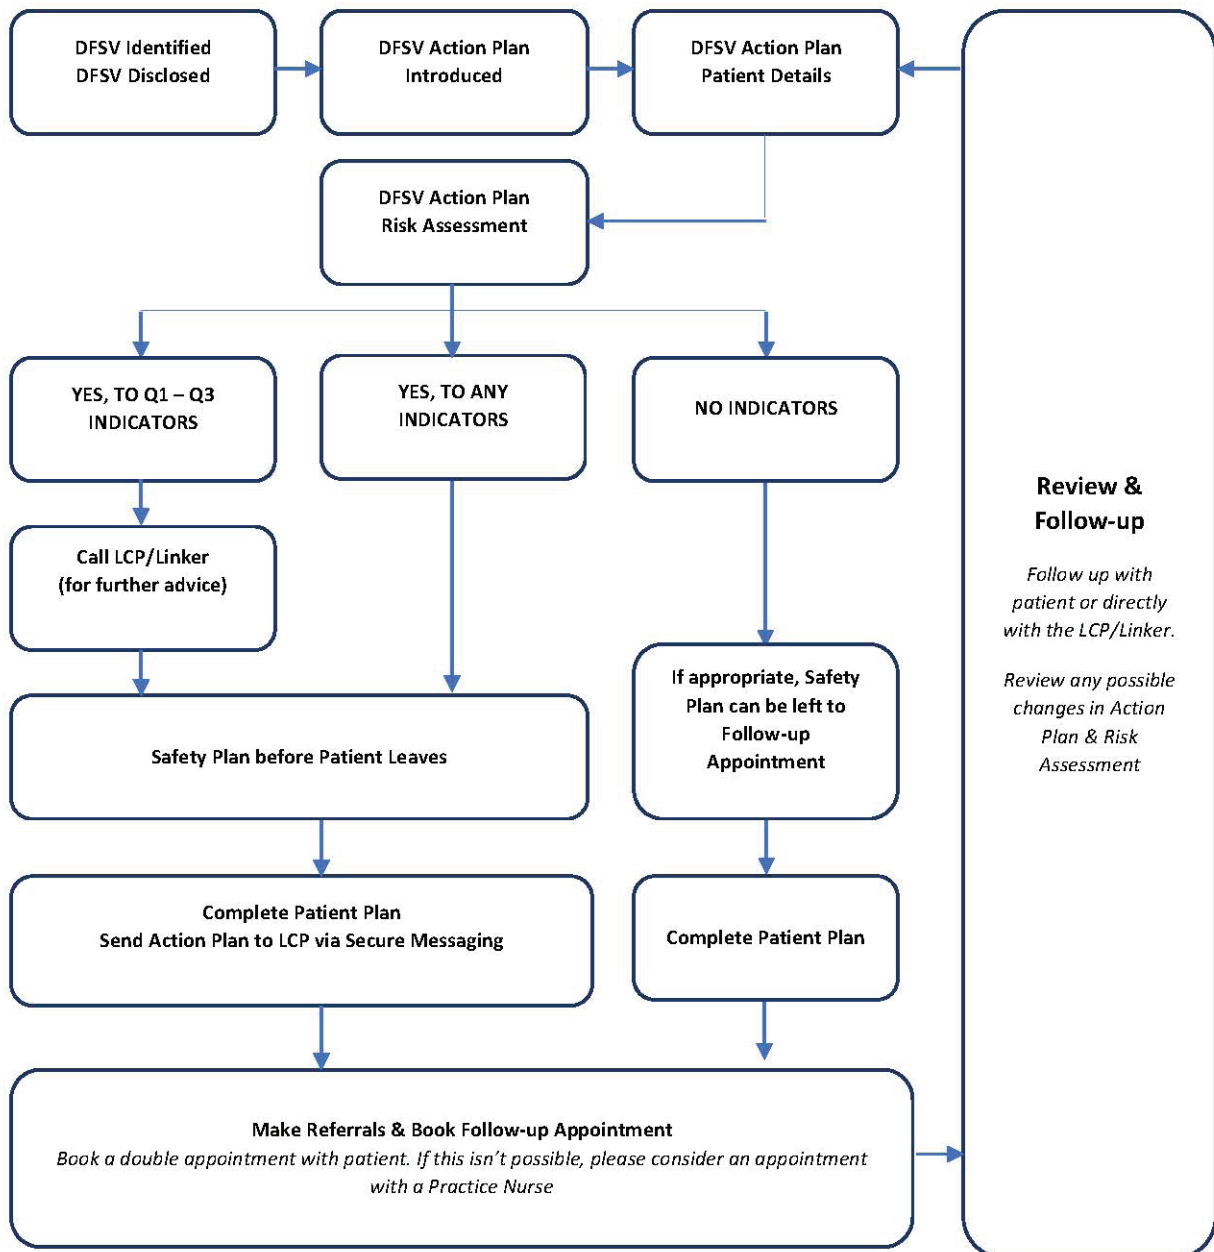 DFSV Identified
DFSV Disclosed
DFSV Action Plan
Introduced
DFSV Action Plan
Patient Details
DFSV Action Plan
Risk Assessment
YES, TO Q1 – Q3
INDICATORS
YES, TO ANY
INDICATORS
NO INDICATORS
Call LCP/Linker
(for further advice)
If appropriate, Safety
Plan can be left to
Follow-up
Appointment
Safety Plan before Patient Leaves
Complete Patient Plan
Send Action Plan to LCP via Secure Messaging
Complete Patient Plan
Make Referrals & Book Follow-up Appointment
Book a double appointment with patient. If this isn't possible, please consider an appointment
with a Practice Nurse
Review &
Follow-up
Follow up with
patient or directly
with the LCP/Linker.
Review any possible
changes in Action
Plan & Risk
Assessment